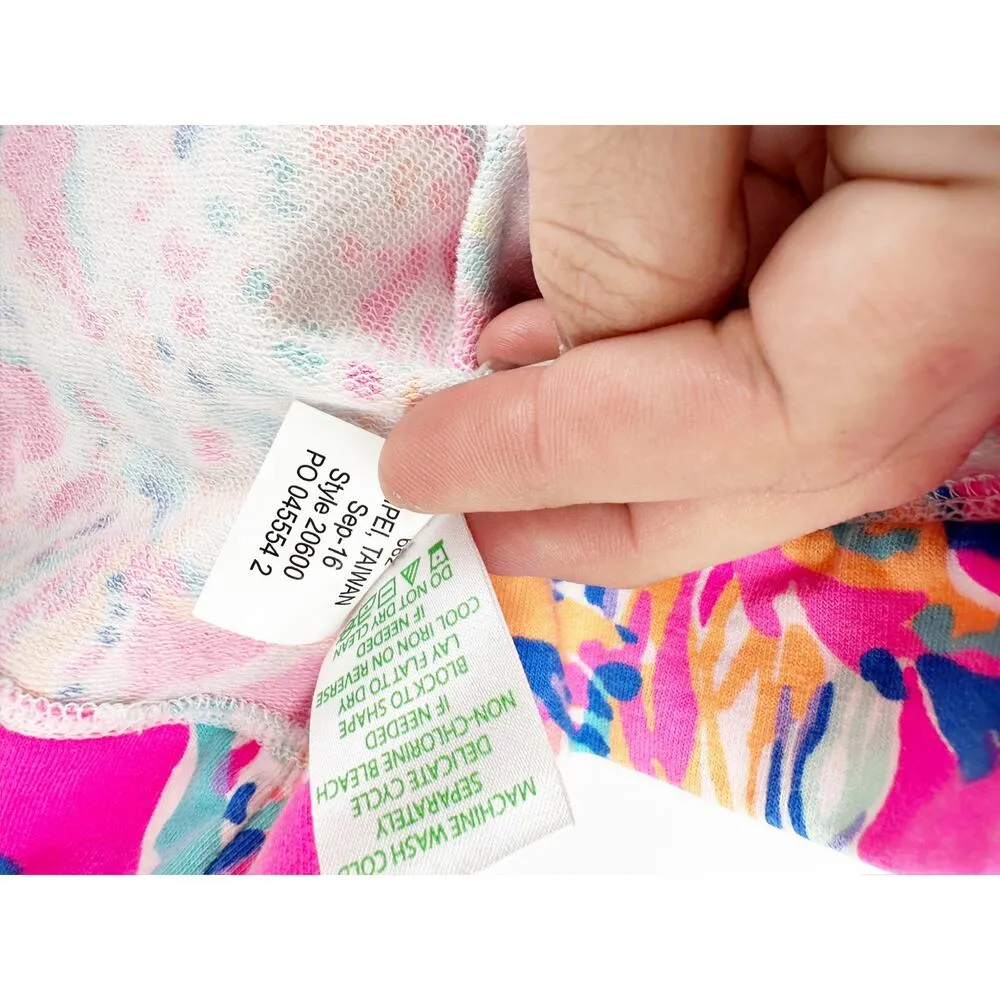 TAIWAN
Sep-16
Style 20600
PO 045554 2
MACHINE WASH COLD
SEPARATELY
DELICATE CYCLE
NON-CHLORINE BLEACH
IF NEEDED
BLOCK TO SHAPE
LAY FLAT TO DRY
COOL IRON ON REVERSE
IF NEEDED
DO NOT DRY CLEAN